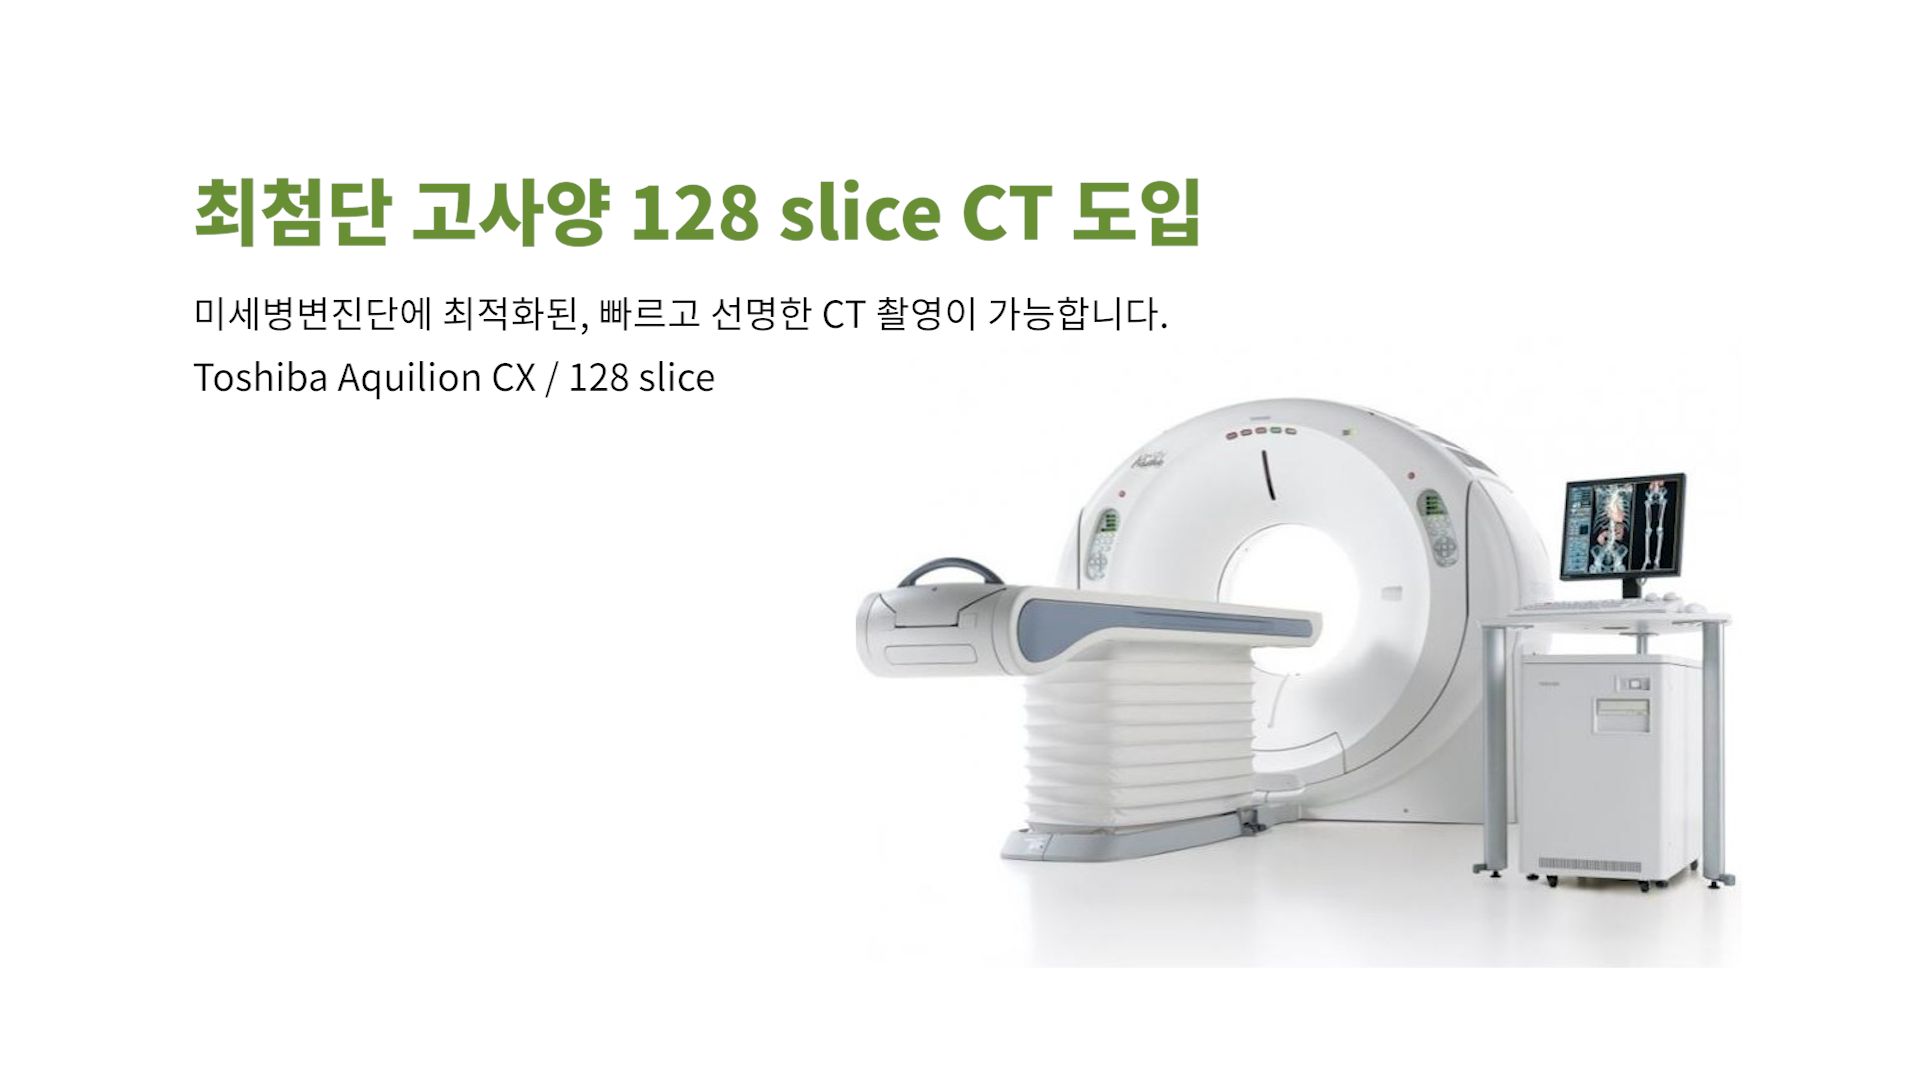 최첨단 고사양 128 slice CT 도입
미세병변진단에 최적화된, 빠르고 선명한 CT 촬영이 가능합니다.
Toshiba Aquilion CX / 128 slice